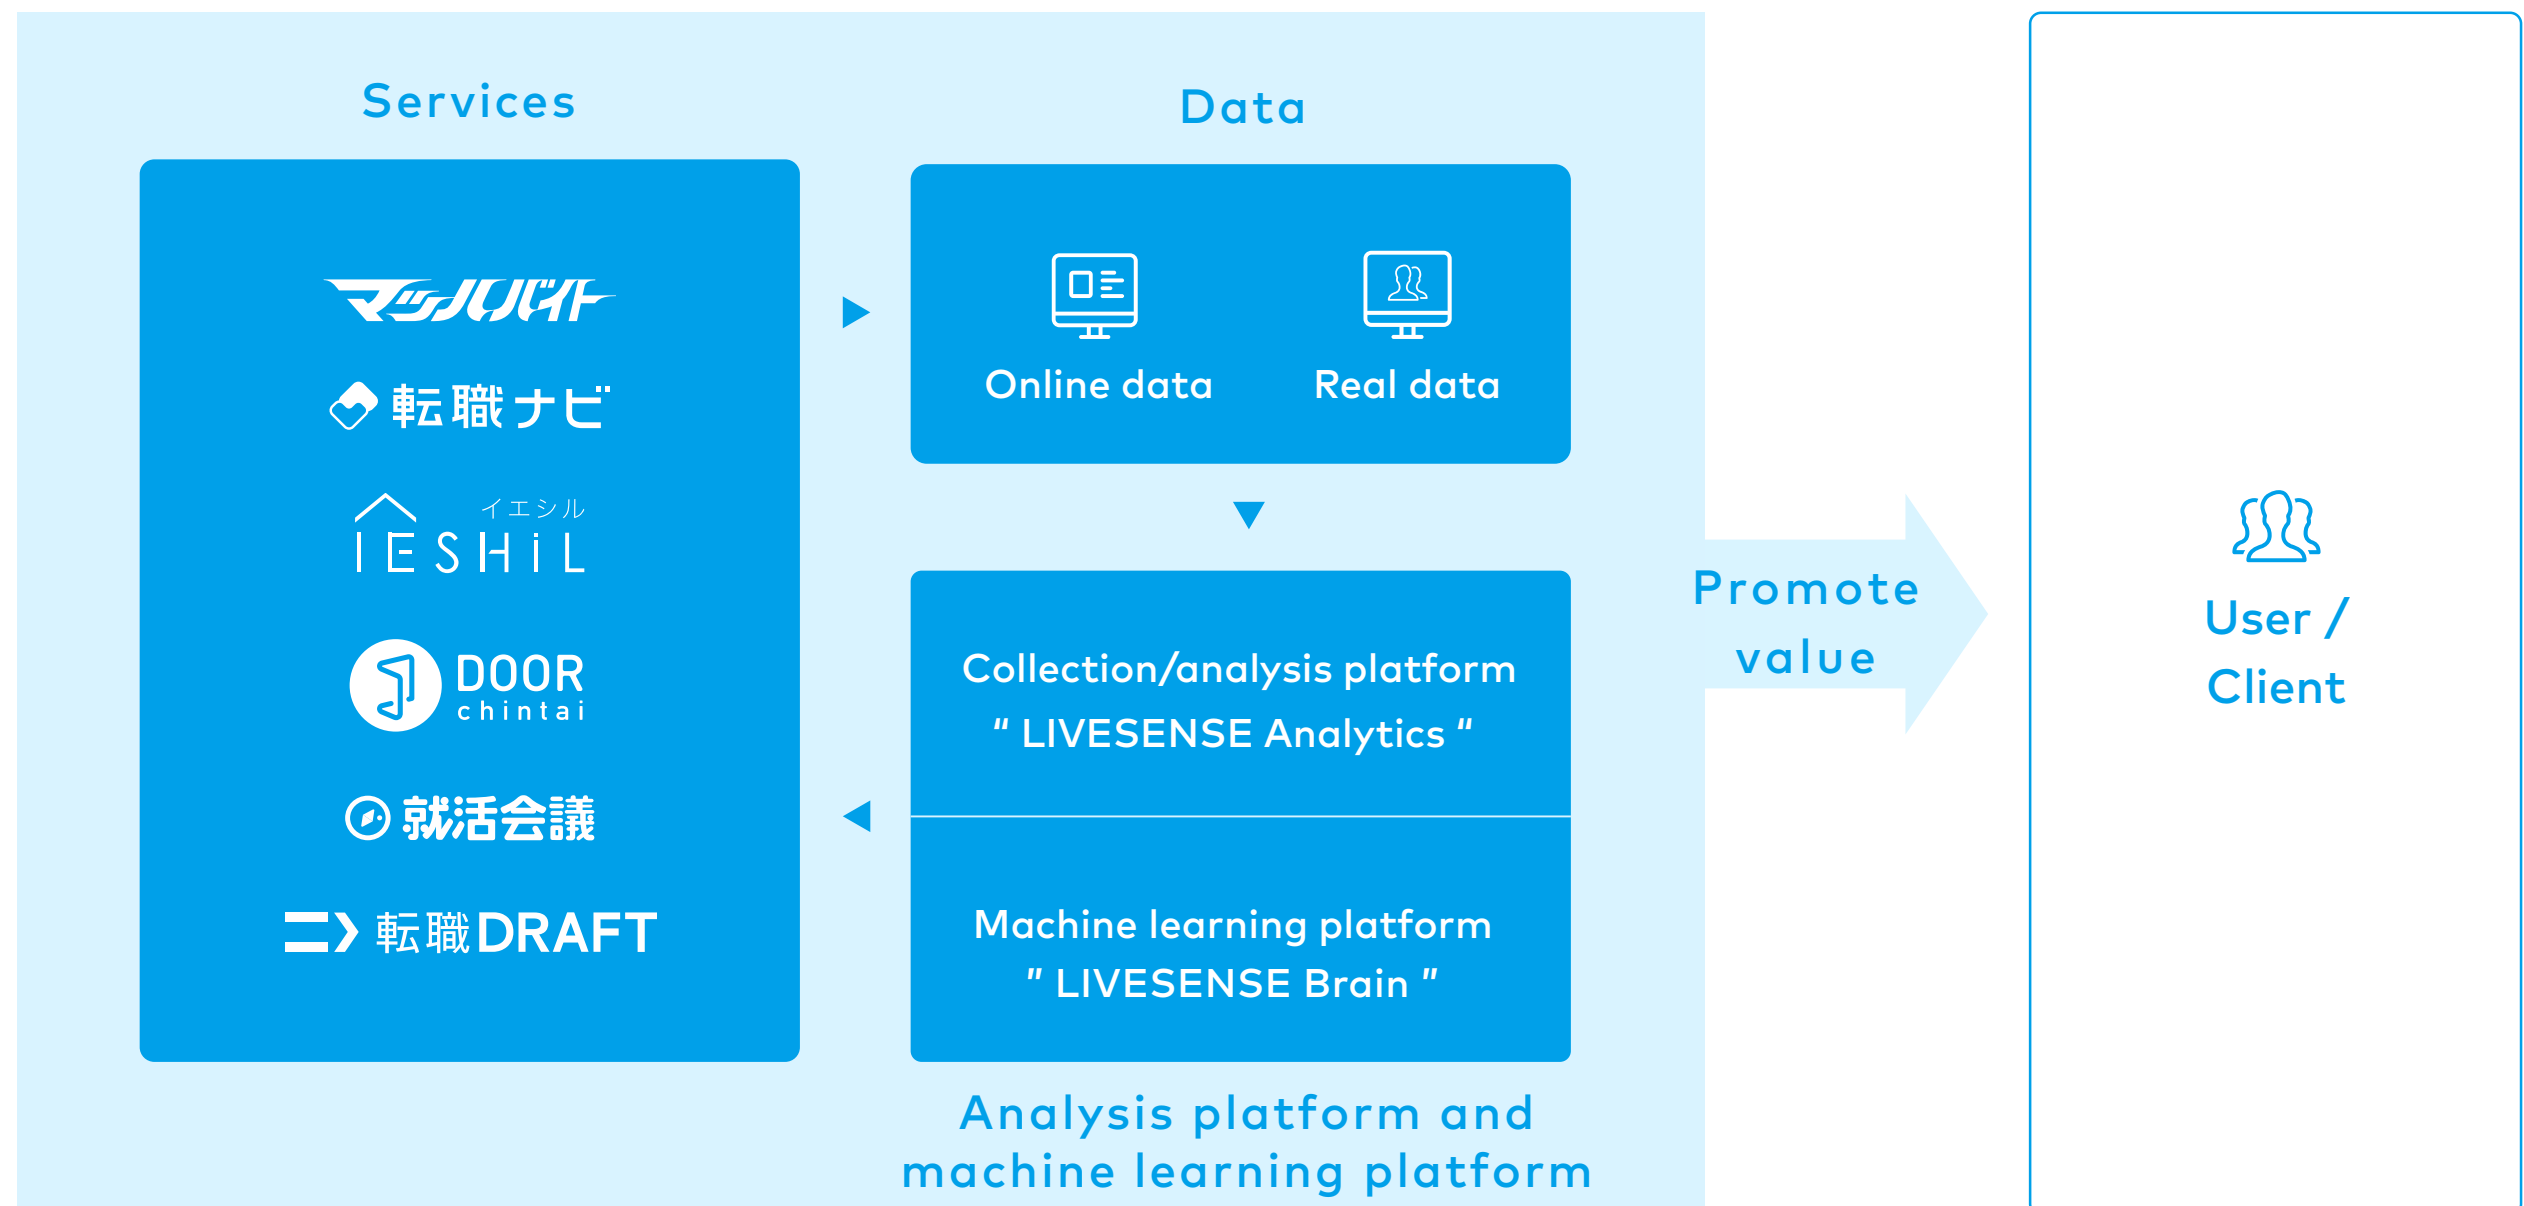 Services
マッハバイト
転職ナビ
イエシル
IESHIL
DOOR
chintai
就活会議
転職DRAFT
Data
Online data
Real data
Collection/analysis platform
“ LIVESENSE Analytics “
Machine learning platform
” LIVESENSE Brain ”
Analysis platform and
machine learning platform
Promote
value
User /
Client